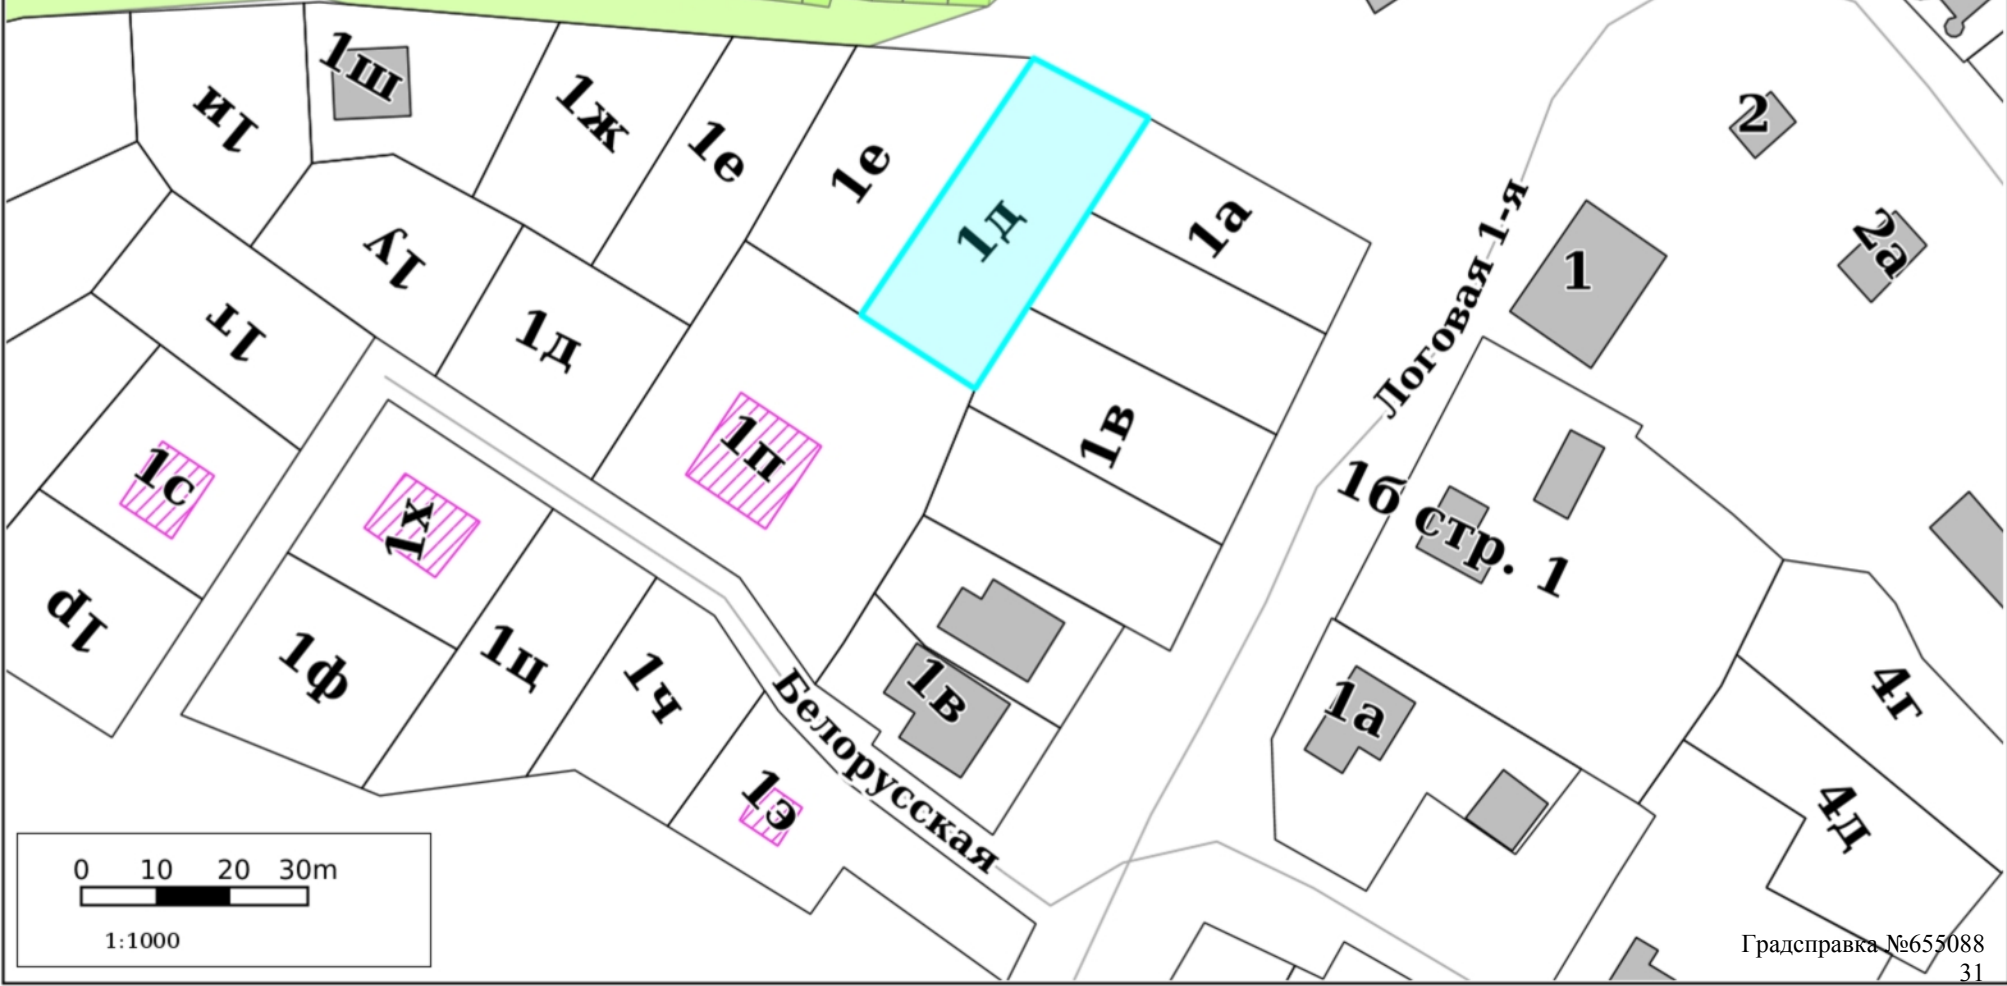 1и
1ш
1ж
1е
1е
1д
1а
2
2а
1
Логовая 1-я
1у
1т
1д
1п
1в
1с
1х
1б стр. 1
1р
1ф
1ц
1ч
1в
1а
4г
1э
Белорусская
4д
0 10 20 30m
1:1000
Градсправка №655088
31